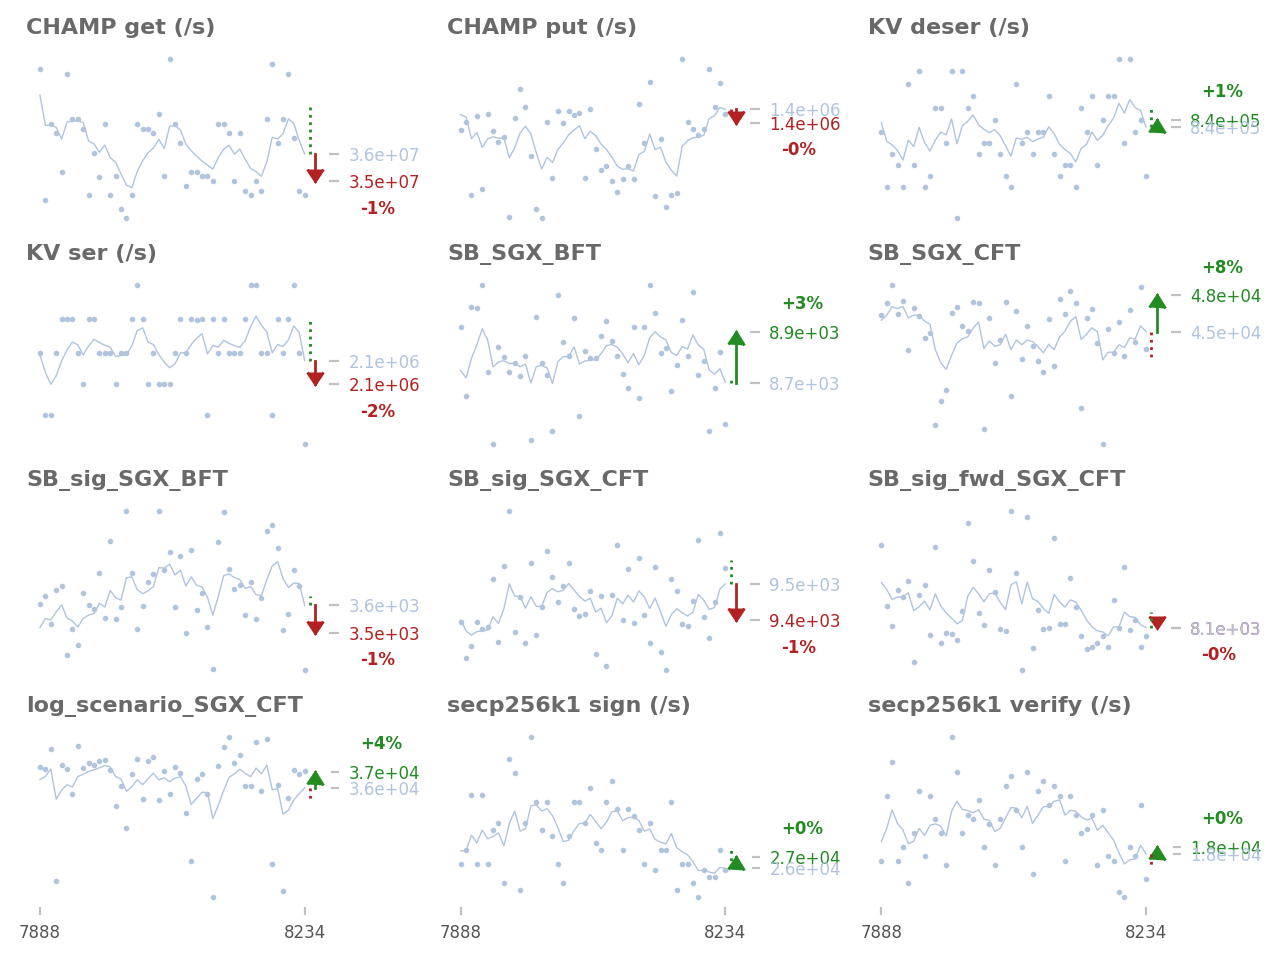 CHAMP get (/s)
3.6e+07
3.5e+07
-1%
CHAMP put (/s)
1.4e+06
1.4e+06
-0%
KV deser (/s)
+1%
8.4e+05
8.4e+05
KV ser (/s)
2.1e+06
2.1e+06
-2%
SB_SGX_BFT
+3%
8.9e+03
8.7e+03
SB_SGX_CFT
+8%
4.8e+04
4.5e+04
SB_sig_SGX_BFT
3.6e+03
3.5e+03
-1%
SB_sig_SGX_CFT
9.5e+03
9.4e+03
-1%
SB_sig_fwd_SGX_CFT
8.1e+03
-0%
log_scenario_SGX_CFT
+4%
3.7e+04
3.6e+04
7888
8234
secp256k1 sign (/s)
+0%
2.7e+04
2.6e+04
7888
8234
secp256k1 verify (/s)
+0%
1.8e+04
1.8e+04
7888
8234